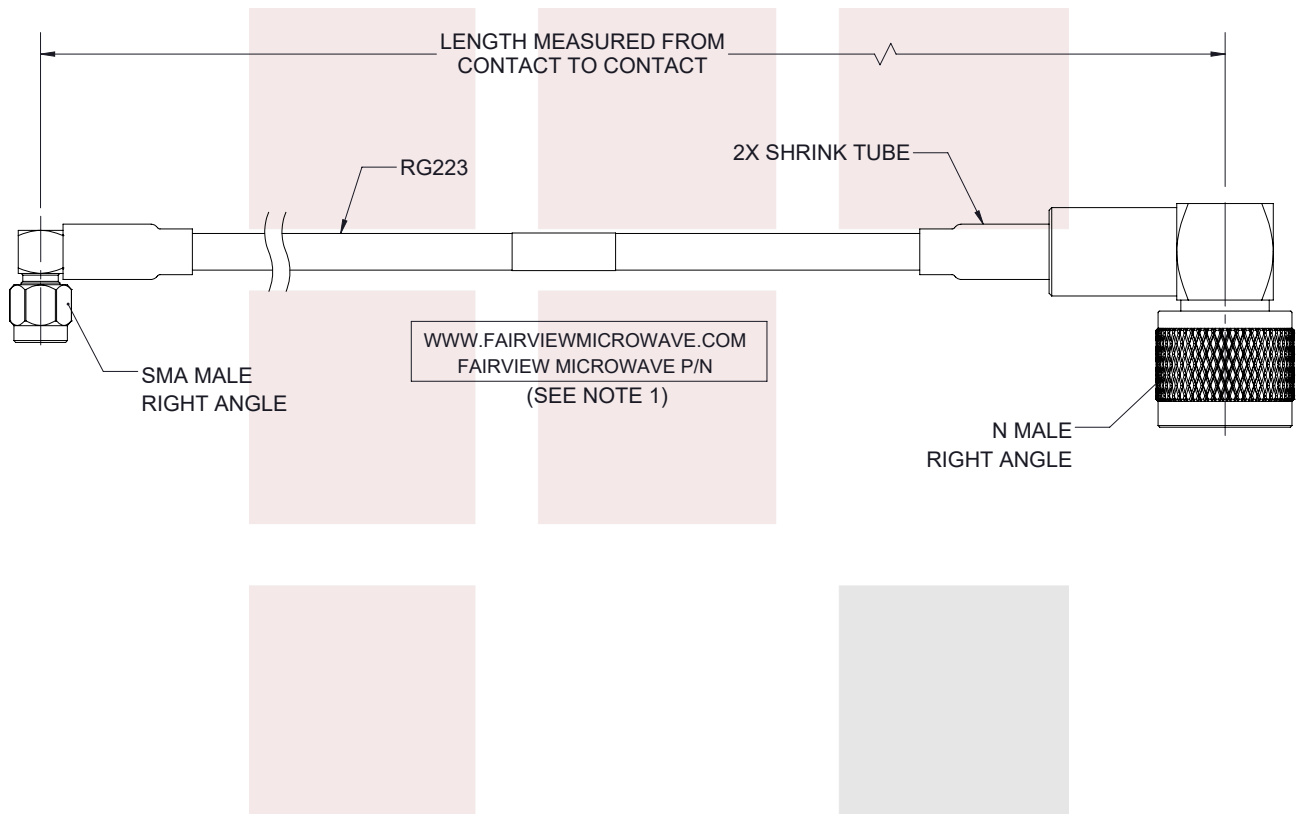 LENGTH MEASURED FROM
CONTACT TO CONTACT
RG223
2X SHRINK TUBE
WWW.FAIRVIEWMICROWAVE.COM
FAIRVIEW MICROWAVE P/N
(SEE NOTE 1)
SMA MALE
RIGHT ANGLE
N MALE
RIGHT ANGLE